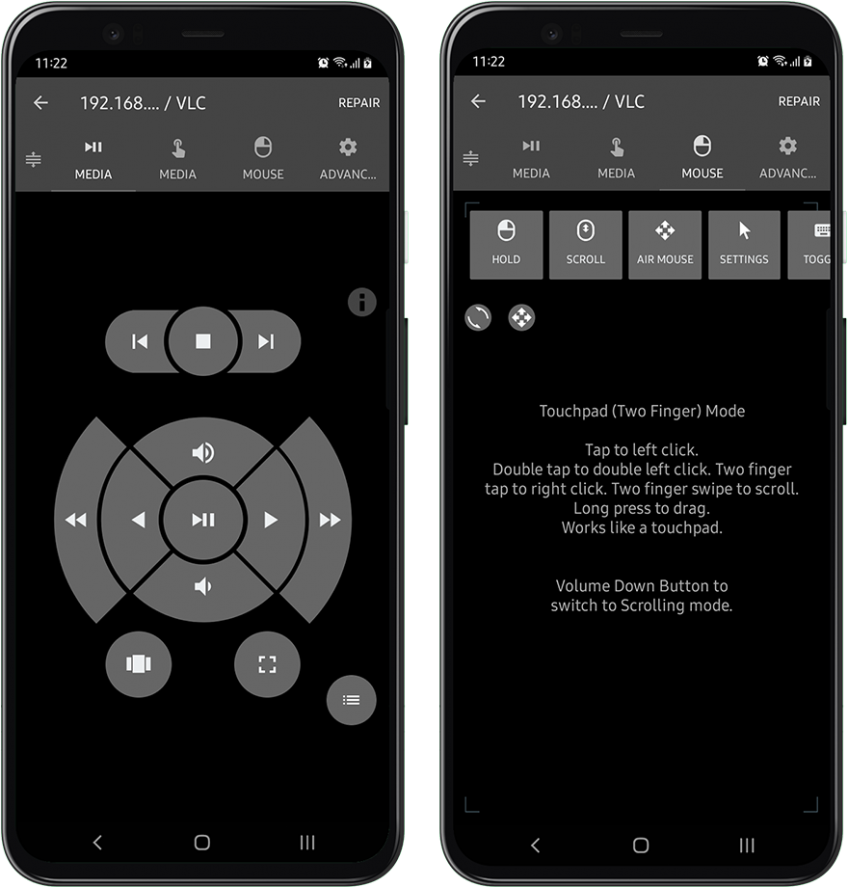 11:22
192.168.... / VLC
REPAIR
MEDIA
MEDIA
MOUSE
ADVANC...
11:22
192.168.... / VLC
REPAIR
MEDIA
MEDIA
MOUSE
ADVANC...
HOLD
SCROLL
AIR MOUSE
SETTINGS
TOGG
Touchpad (Two Finger) Mode
Tap to left click.
Double tap to double left click. Two finger
tap to right click. Two finger swipe to scroll.
Long press to drag.
Works like a touchpad.
Volume Down Button to
switch to Scrolling mode.